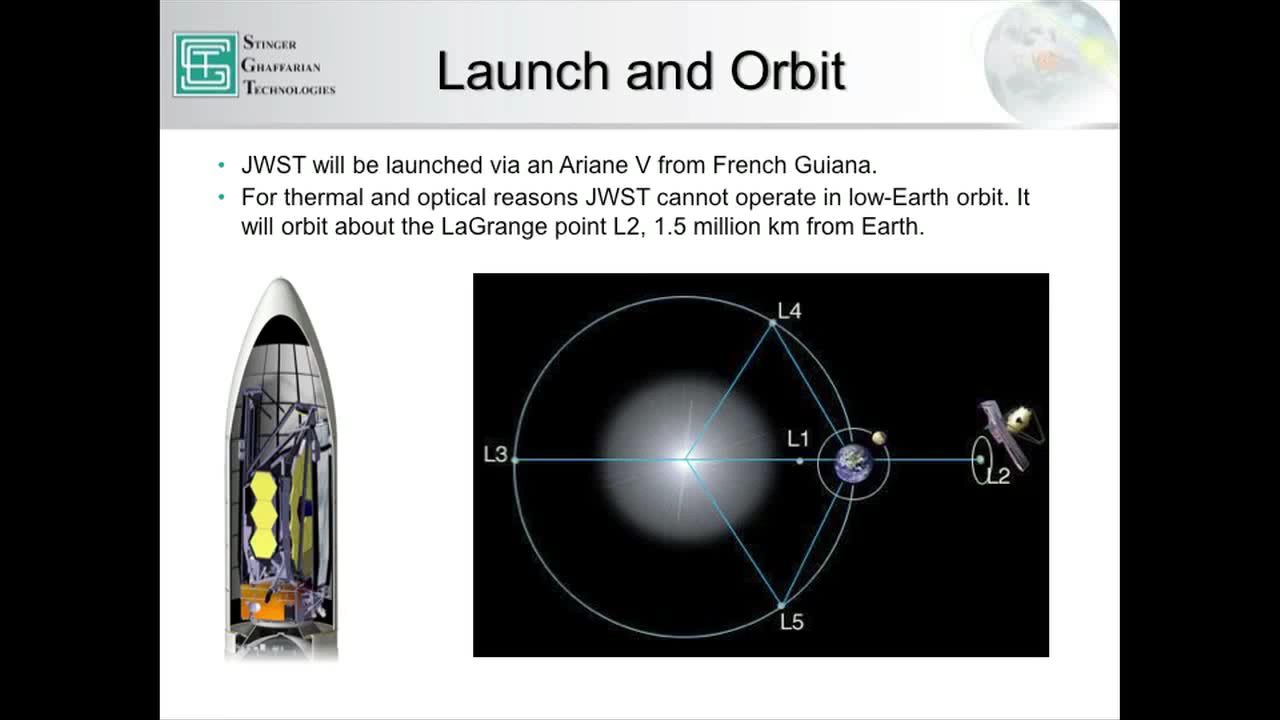 STINGER
GHAFFARIAN
TECHNOLOGIES
Launch and Orbit
• JWST will be launched via an Ariane V from French Guiana.
• For thermal and optical reasons JWST cannot operate in low-Earth orbit. It
will orbit about the LaGrange point L2, 1.5 million km from Earth.
L4
L1
L3
L2
L5